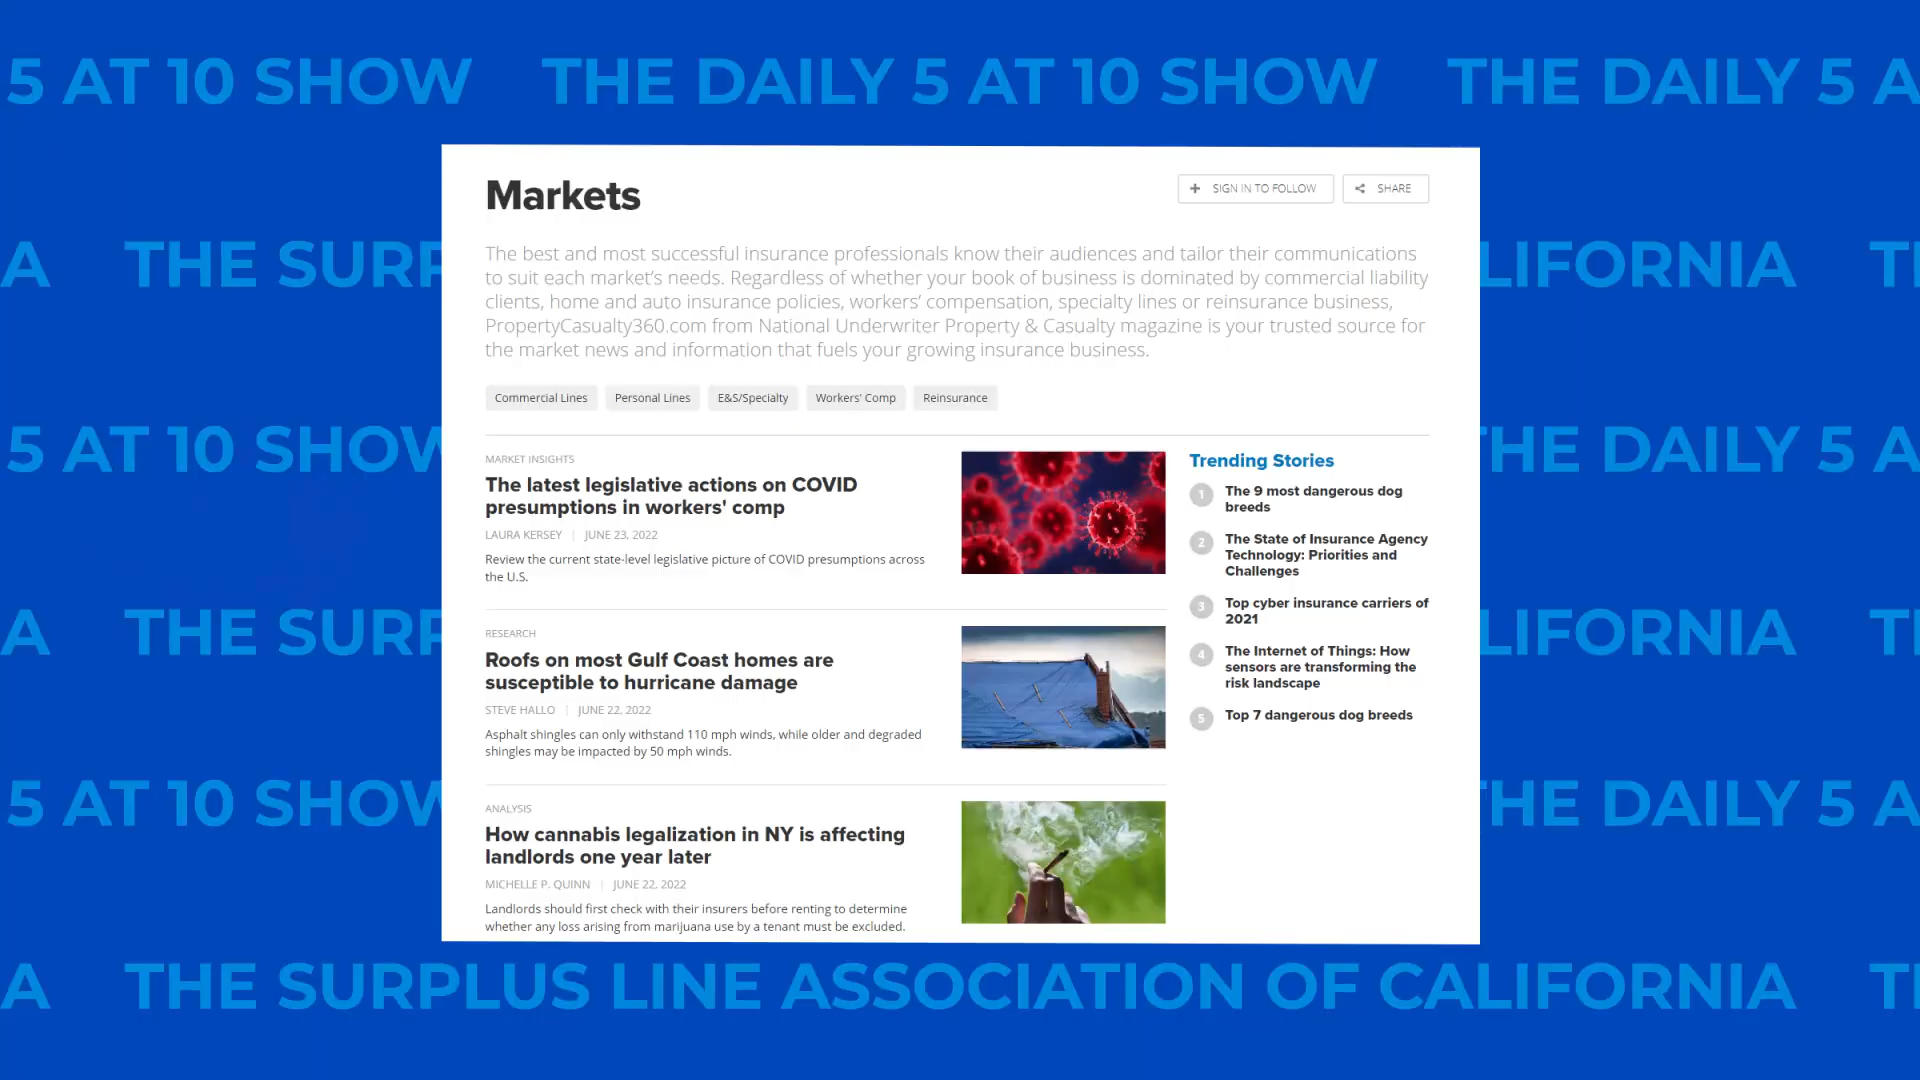 5 AT 10 SHOW THE DAILY 5 AT 10 SHOW THE DAILY 5 A
Markets
+ SIGN IN TO FOLLOW
SHARE
A THE SURP LIFORNIA T
The best and most successful insurance professionals know their audiences and tailor their communications
to suit each market's needs. Regardless of whether your book of business is dominated by commercial liability
clients, home and auto insurance policies, workers' compensation, specialty lines or reinsurance business,
PropertyCasualty360.com from National Underwriter Property & Casualty magazine is your trusted source for
the market news and information that fuels your growing insurance business.
Commercial Lines Personal Lines E&S/Specialty Workers' Comp Reinsurance
5 AT 10 SHOW THE DAILY 5 A
MARKET INSIGHTS
The latest legislative actions on COVID
presumptions in workers' comp
LAURA KERSEY | JUNE 23, 2022
Review the current state-level legislative picture of COVID presumptions across
the U.S.
A THE SURP LIFORNIA T
RESEARCH
Roofs on most Gulf Coast homes are
susceptible to hurricane damage
STEVE HALLO | JUNE 22, 2022
Asphalt shingles can only withstand 110 mph winds, while older and degraded
shingles may be impacted by 50 mph winds.
5 AT 10 SHOW THE DAILY 5 A
ANALYSIS
How cannabis legalization in NY is affecting
landlords one year later
MICHELLE P. QUINN | JUNE 22, 2022
Landlords should first check with their insurers before renting to determine
whether any loss arising from marijuana use by a tenant must be excluded.
Trending Stories
1 The 9 most dangerous dog
breeds
2 The State of Insurance Agency
Technology: Priorities and
Challenges
3 Top cyber insurance carriers of
2021
4 The Internet of Things: How
sensors are transforming the
risk landscape
5 Top 7 dangerous dog breeds
A THE SURPLUS LINE ASSOCIATION OF CALIFORNIA T